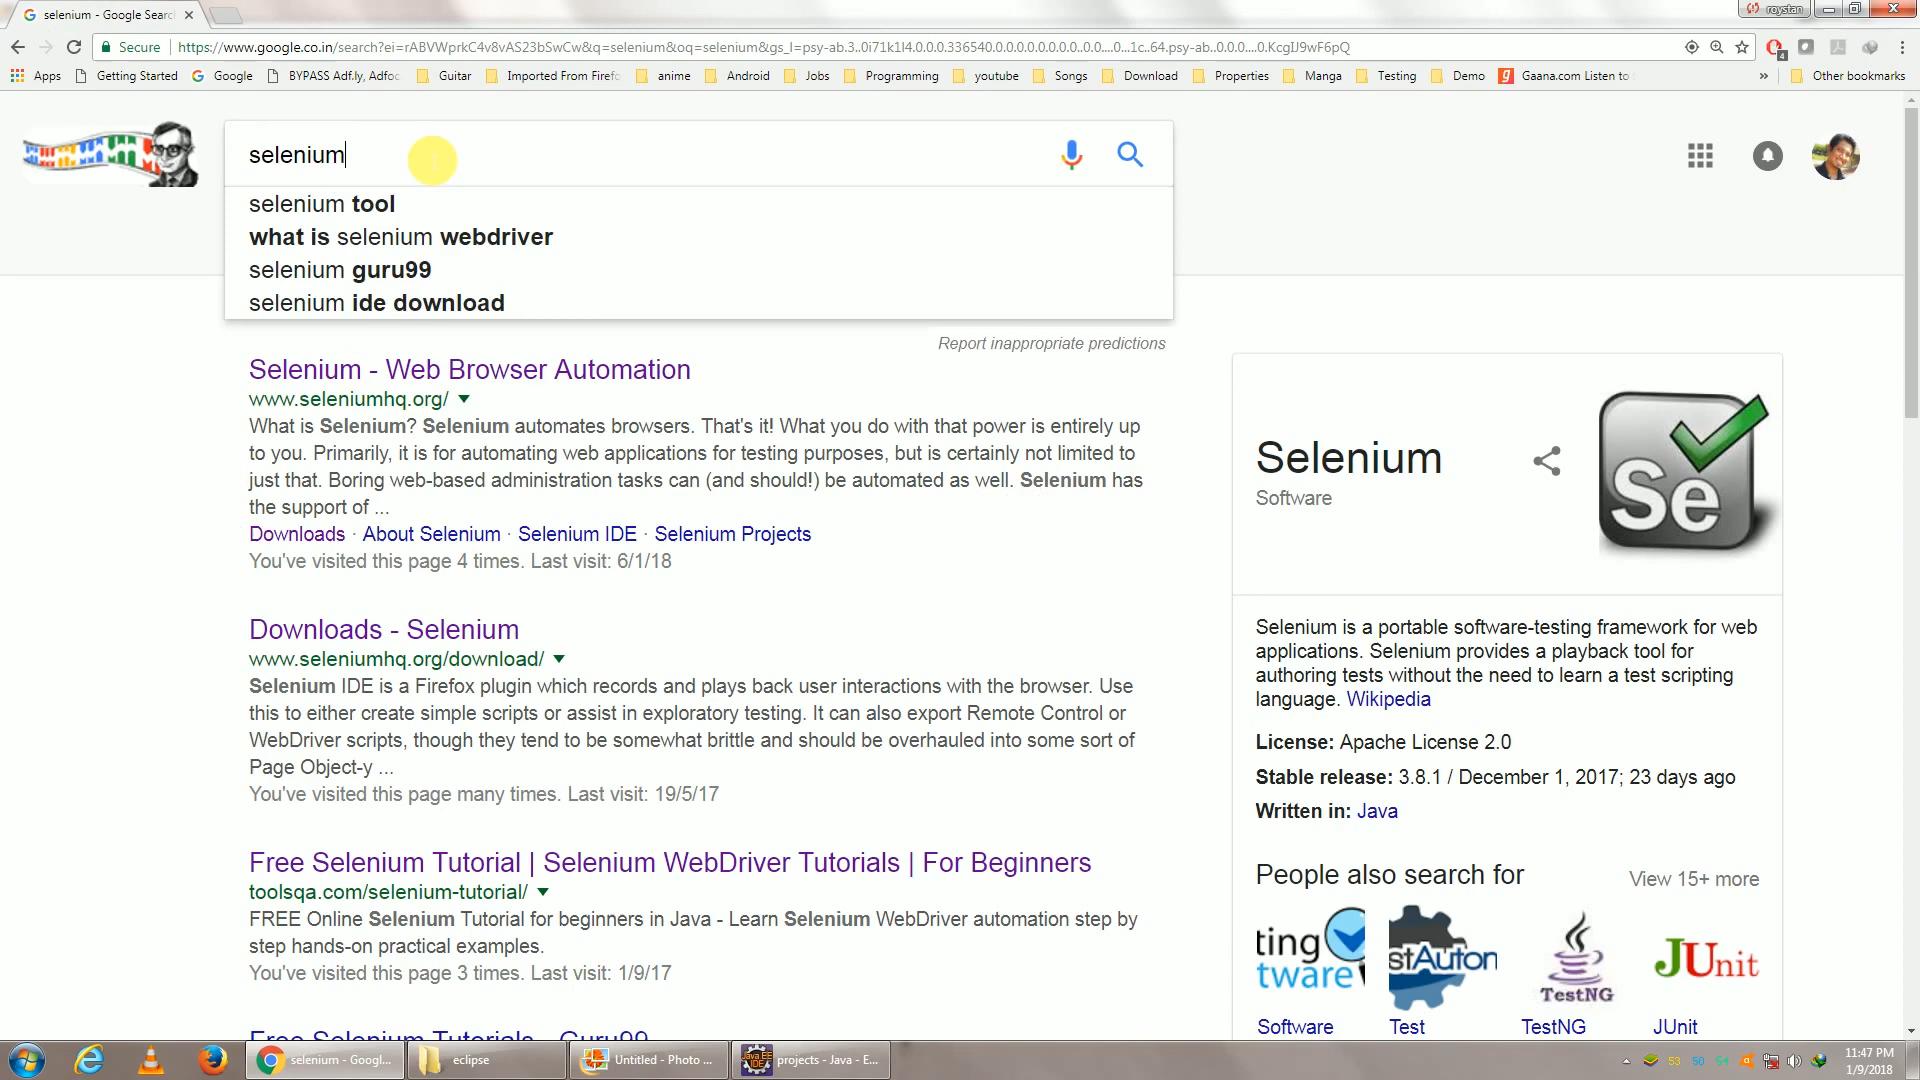 selenium - Google Searc
roystan
Secure
https://www.google.co.in/search?ei=rABVWprkC4v8vAS23bSwCw&q=selenium&oq=selenium&gs_l=psy-ab.3..0i71k1l4.0.0.0.336540.0.0.0.0.0.0.0.0..0.0....0...1c..64.psy-ab..0.0.0....0.KcgIJ9wF6pQ
4
Apps
Getting Started
Google
BYPASS Adf.ly, Adfoc
Guitar
Imported From Firefo
anime
Android
Jobs
Programming
youtube
Songs
Download
Properties
Manga
Testing
Demo
Gaana.com Listen to
»
Other bookmarks
selenium
selenium tool
what is selenium webdriver
selenium guru99
selenium ide download
Report inappropriate predictions
Selenium - Web Browser Automation
www.seleniumhq.org/
What is Selenium? Selenium automates browsers. That's it! What you do with that power is entirely up
to you. Primarily, it is for automating web applications for testing purposes, but is certainly not limited to
just that. Boring web-based administration tasks can (and should!) be automated as well. Selenium has
the support of ...
Downloads · About Selenium · Selenium IDE · Selenium Projects
You've visited this page 4 times. Last visit: 6/1/18
Downloads - Selenium
www.seleniumhq.org/download/
Selenium IDE is a Firefox plugin which records and plays back user interactions with the browser. Use
this to either create simple scripts or assist in exploratory testing. It can also export Remote Control or
WebDriver scripts, though they tend to be somewhat brittle and should be overhauled into some sort of
Page Object-y ...
You've visited this page many times. Last visit: 19/5/17
Free Selenium Tutorial | Selenium WebDriver Tutorials | For Beginners
toolsqa.com/selenium-tutorial/
FREE Online Selenium Tutorial for beginners in Java - Learn Selenium WebDriver automation step by
step hands-on practical examples.
You've visited this page 3 times. Last visit: 1/9/17
Free Selenium Tutorials - Guru99
Selenium
Software
Se
Selenium is a portable software-testing framework for web
applications. Selenium provides a playback tool for
authoring tests without the need to learn a test scripting
language. Wikipedia
License: Apache License 2.0
Stable release: 3.8.1 / December 1, 2017; 23 days ago
Written in: Java
People also search for
View 15+ more
ting
tware
stAuton
TestNG
JUnit
Software
Test
TestNG
JUnit
selenium - Googl...
eclipse
Untitled - Photo ...
Java EE
IDE
projects - Java - E...
53
50
54
11:47 PM
1/9/2018